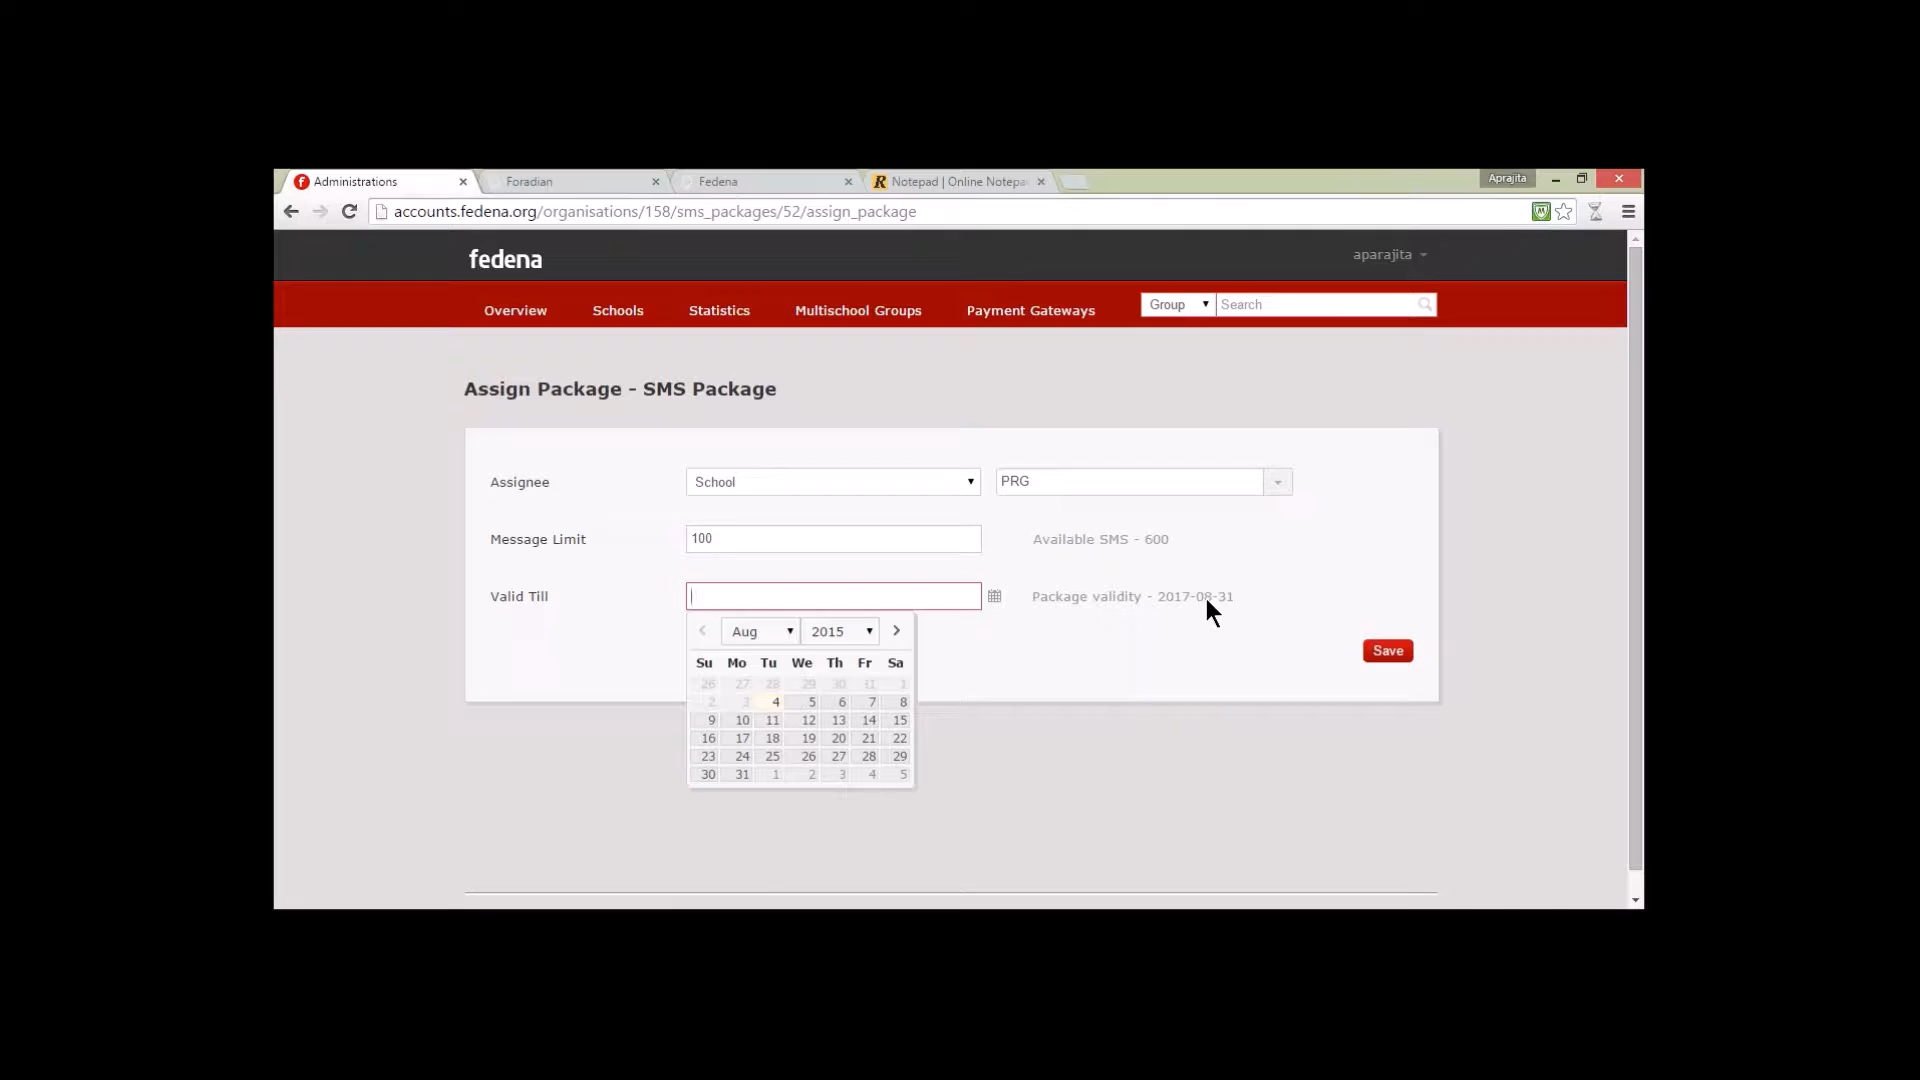 Administrations Foradian Fedena Notepad | Online Notepa Aprajita
accounts.fedena.org/organisations/158/sms_packages/52/assign_package
fedena aparajita
Overview Schools Statistics Multischool Groups Payment Gateways Group Search
Assign Package - SMS Package
Assignee School PRG
Message Limit 100 Available SMS - 600
Valid Till Package validity - 2017-08-31
Aug 2015
Save
Su Mo Tu We Th Fr Sa
26 27 28 29 30 31 1
2 3 4 5 6 7 8
9 10 11 12 13 14 15
16 17 18 19 20 21 22
23 24 25 26 27 28 29
30 31 1 2 3 4 5